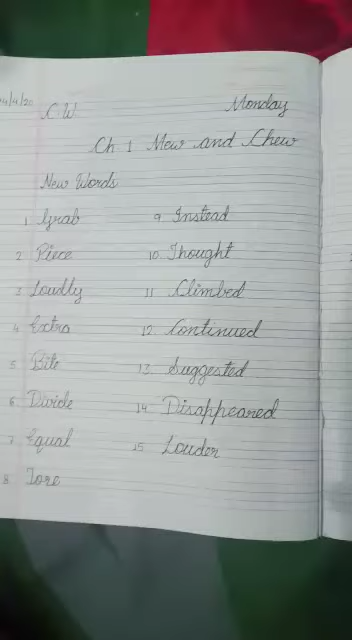 C.W Monday
Ch 1 Mew and Chew
New Words
1 Grab
2 Piece
3 Loudly
4 Extra
5 Bite
6 Divide
7 Equal
8 Tore
9 Instead
10 Thought
11 Climbed
12 Continued
13 Suggested
14 Disappeared
15 Louder